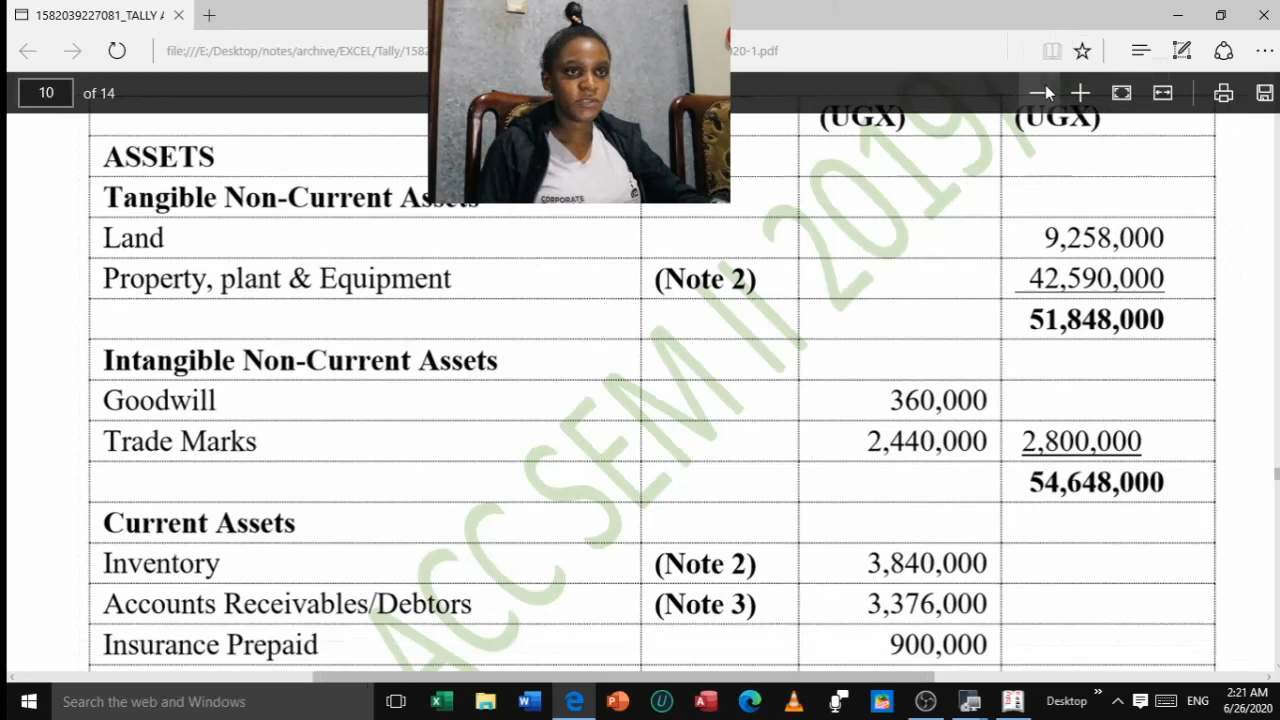 1582039227081_TALLY A
file:///E:/Desktop/notes/archive/EXCEL/Tally/1582 020-1.pdf
10 of 14
(UGX) (UGX)
ASSETS
Tangible Non-Current Assets
Land 9,258,000
Property, plant & Equipment (Note 2) 42,590,000
51,848,000
Intangible Non-Current Assets
Goodwill 360,000
Trade Marks 2,440,000 2,800,000
54,648,000
Current Assets
Inventory (Note 2) 3,840,000
Accounts Receivables/Debtors (Note 3) 3,376,000
Insurance Prepaid 900,000
ACC SEM II 2019/
CORPORATE
Search the web and Windows
Desktop
ENG
2:21 AM
6/26/2020